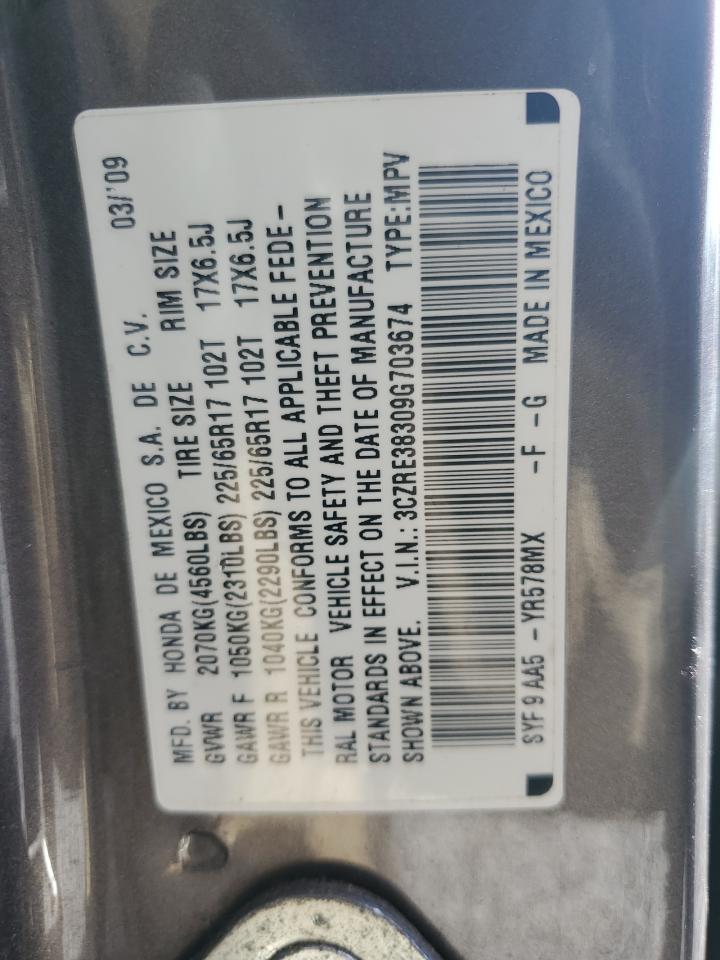 MFD. BY HONDA DE MEXICO S.A. DE C.V. 03/'09
GVWR 2070KG(4560LBS) TIRE SIZE RIM SIZE
GAWR F 1050KG(2310LBS) 225/65R17 102T 17X6.5J
GAWR R 1040KG(2290LBS) 225/65R17 102T 17X6.5J
THIS VEHICLE CONFORMS TO ALL APPLICABLE FEDE-
RAL MOTOR VEHICLE SAFETY AND THEFT PREVENTION
STANDARDS IN EFFECT ON THE DATE OF MANUFACTURE
SHOWN ABOVE. V.I.N.: 3CZRE38309G703674 TYPE:MPV
SYF9AA5 -YR578MX -F -G MADE IN MEXICO